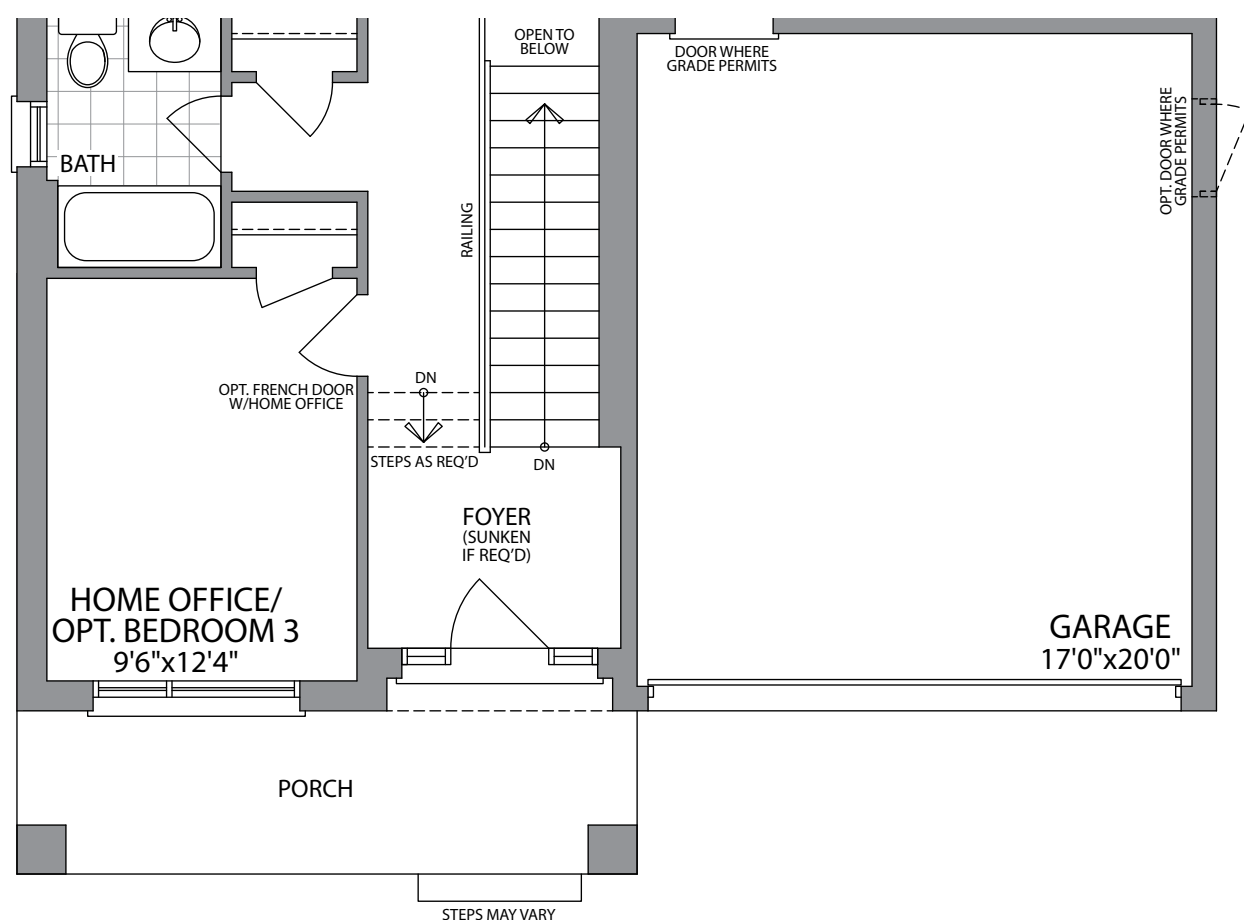 OPEN TO
BELOW
DOOR WHERE
GRADE PERMITS
OPT. DOOR WHERE
GRADE PERMITS
BATH
RAILING
OPT. FRENCH DOOR
W/HOME OFFICE
DN
STEPS AS REQ'D
DN
FOYER
(SUNKEN
IF REQ'D)
HOME OFFICE/
OPT. BEDROOM 3
9'6"x12'4"
GARAGE
17'0"x20'0"
PORCH
STEPS MAY VARY